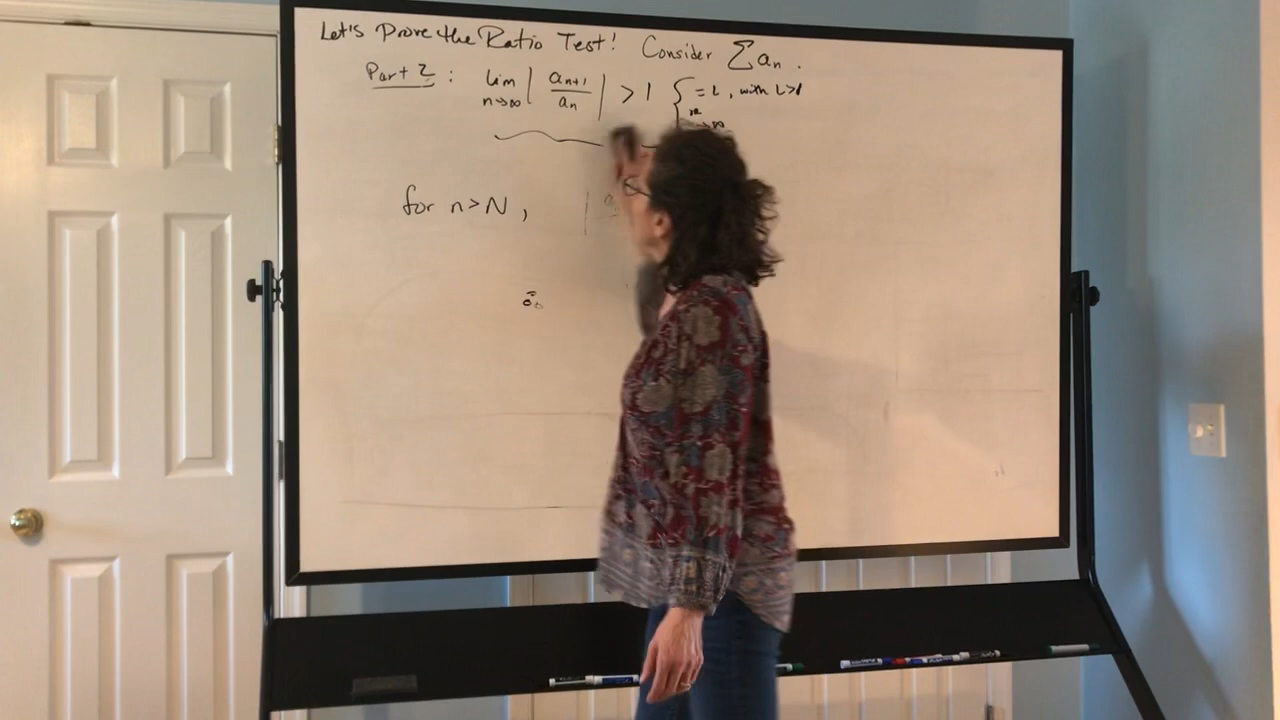 Let's Prove the Ratio Test! Consider ∑ aₙ.
Part 2: lim n→∞ | aₙ₊₁ / aₙ | > 1 { = L, with L>1
for n > N,